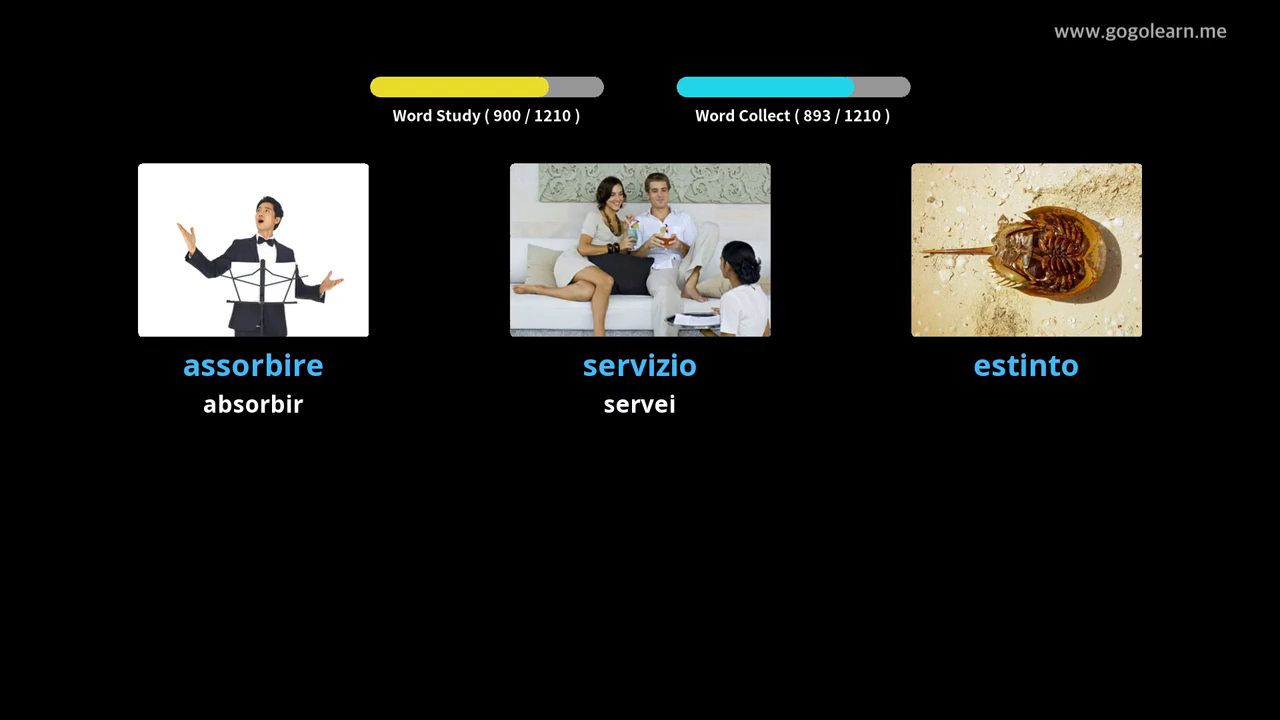 www.gogolearn.me
Word Study ( 900 / 1210 )
Word Collect ( 893 / 1210 )
assorbire
servizio
estinto
absorbir
servei